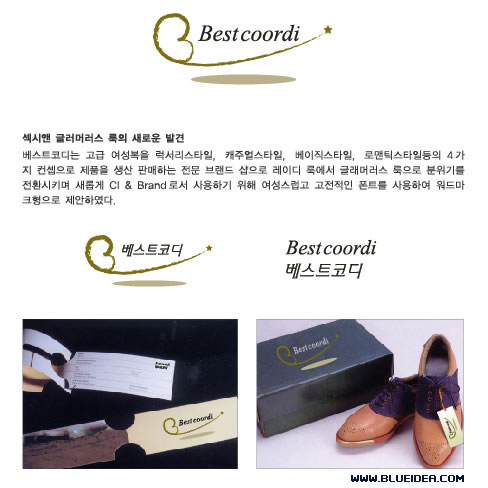 Bestcoordi
섹시맨 글러머러스 룩의 새로운 발견
베스트코디는 고급 여성복을 럭서리스타일, 캐주얼스타일, 베이직스타일, 로맨틱스타일등의 4가
지 컨셉으로 제품을 생산 판매하는 전문 브랜드 샵으로 레이디 룩에서 글래머러스 룩으로 분위기를
전환시키며 새롭게 CI & Brand로서 사용하기 위해 여성스럽고 고전적인 폰트를 사용하여 워드마
크형으로 제안하였다.
베스트코디
Bestcoordi
베스트코디
Bestcoordi
Bestcoordi
WWW.BLUEIDEA.COM